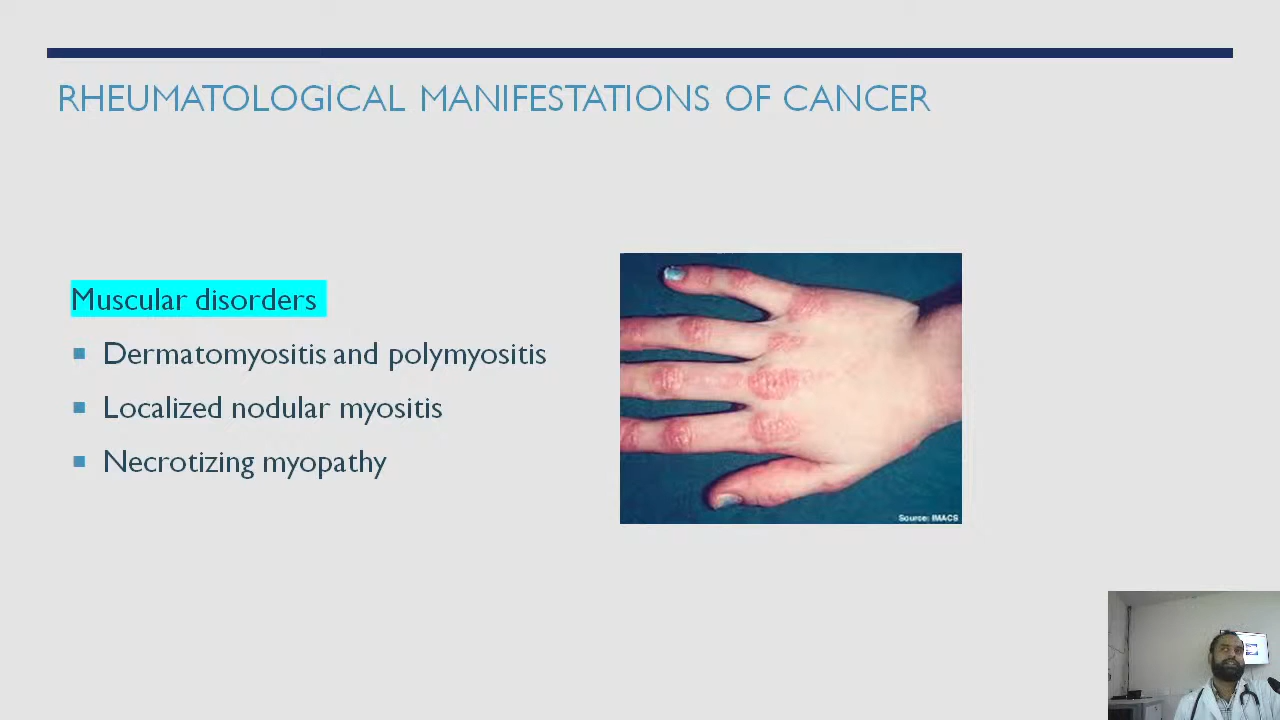 RHEUMATOLOGICAL MANIFESTATIONS OF CANCER
Muscular disorders
Dermatomyositis and polymyositis
Localized nodular myositis
Necrotizing myopathy
Source: IMACS